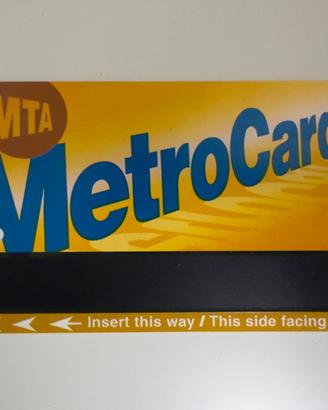 MTA
MetroCard
Insert this way / This side facing